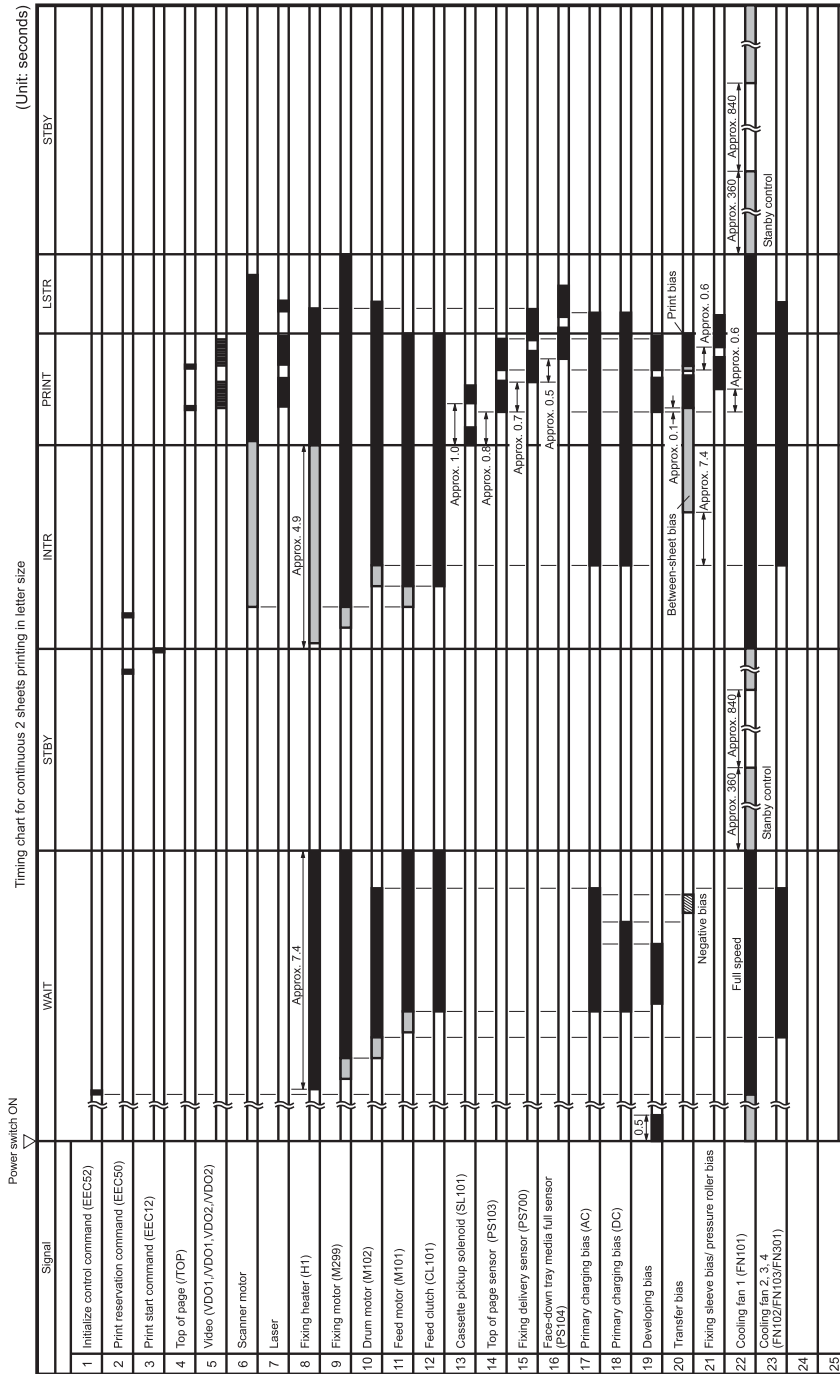 Timing chart for continuous 2 sheets printing in letter size
(Unit: seconds)
Power switch ON
Signal
WAIT
STBY
INTR
PRINT
LSTR
STBY
1 Initialize control command (EEC52)
2 Print reservation command (EEC50)
3 Print start command (EEC12)
4 Top of page (/TOP)
5 Video (VDO1,/VDO1,VDO2,/VDO2)
6 Scanner motor
7 Laser
8 Fixing heater (H1)
Approx. 7.4
Approx. 4.9
9 Fixing motor (M299)
10 Drum motor (M102)
11 Feed motor (M101)
12 Feed clutch (CL101)
13 Cassette pickup solenoid (SL101)
Approx. 1.0
14 Top of page sensor (PS103)
Approx. 0.8
15 Fixing delivery sensor (PS700)
Approx. 0.7
16 Face-down tray media full sensor
(PS104)
Approx. 0.5
17 Primary charging bias (AC)
18 Primary charging bias (DC)
19 Developing bias
0.5
20 Transfer bias
Between-sheet bias
Approx. 0.1
Print bias
21 Fixing sleeve bias/ pressure roller bias
Negative bias
Approx. 7.4
Approx. 0.6
22 Cooling fan 1 (FN101)
Full speed
Approx. 360
Approx. 840
Approx. 0.6
Approx. 360
Approx. 840
23 Cooling fan 2, 3, 4
(FN102/FN103/FN301)
Stanby control
Stanby control
24
25